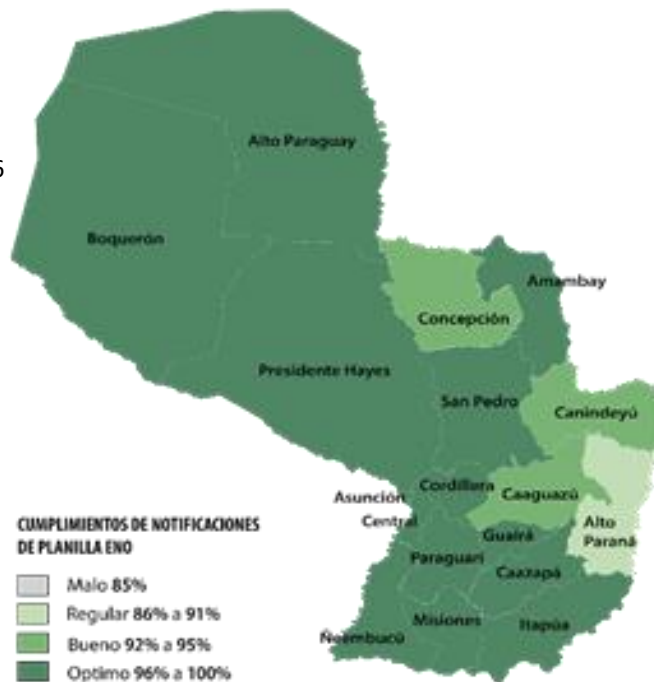 Alto Paraguay
6
Boquerón
Amambay
Concepción
Presidente Hayes
San Pedro
Canindeyú
Cordillera
Caaguazú
Asunción
Central
Alto
Paraná
Guairá
Paraguarí
Caazapá
Misiones
Itapúa
Ñeembucú
CUMPLIMIENTOS DE NOTIFICACIONES
DE PLANILLA ENO
Malo 85%
Regular 86% a 91%
Bueno 92% a 95%
Optimo 96% a 100%